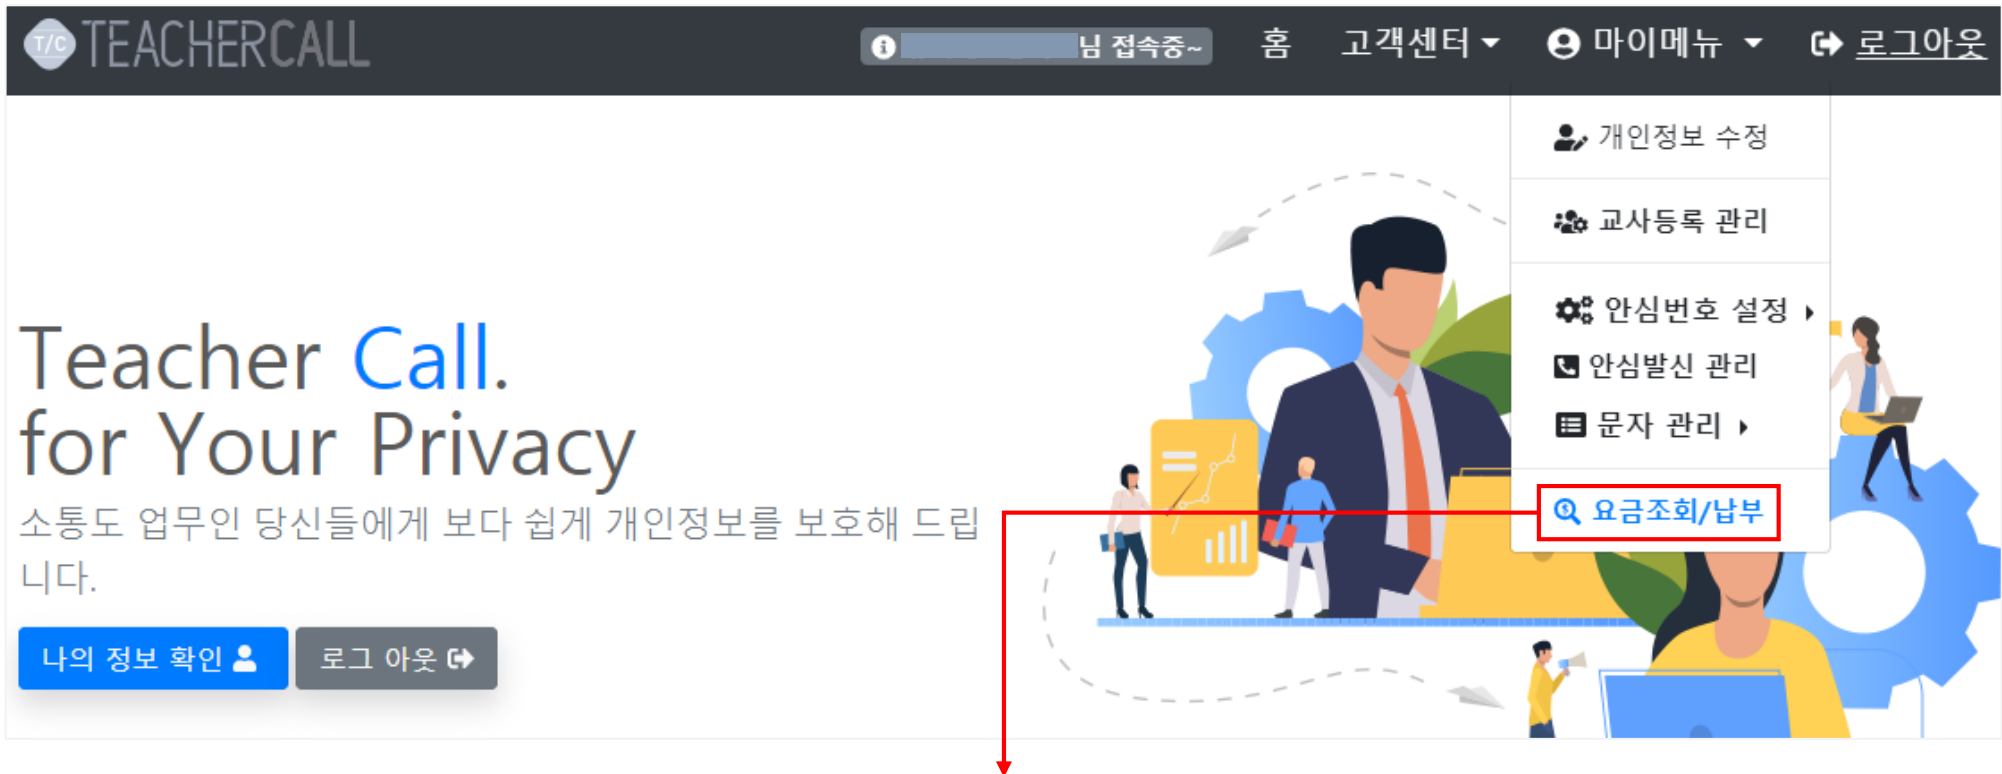 T/C TEACHERCALL
님 접속중~ 홈 고객센터 마이메뉴 로그아웃
개인정보 수정
교사등록 관리
안심번호 설정
안심발신 관리
문자 관리
요금조회/납부
Teacher Call.
for Your Privacy
소통도 업무인 당신들에게 보다 쉽게 개인정보를 보호해 드립
니다.
나의 정보 확인 로그 아웃